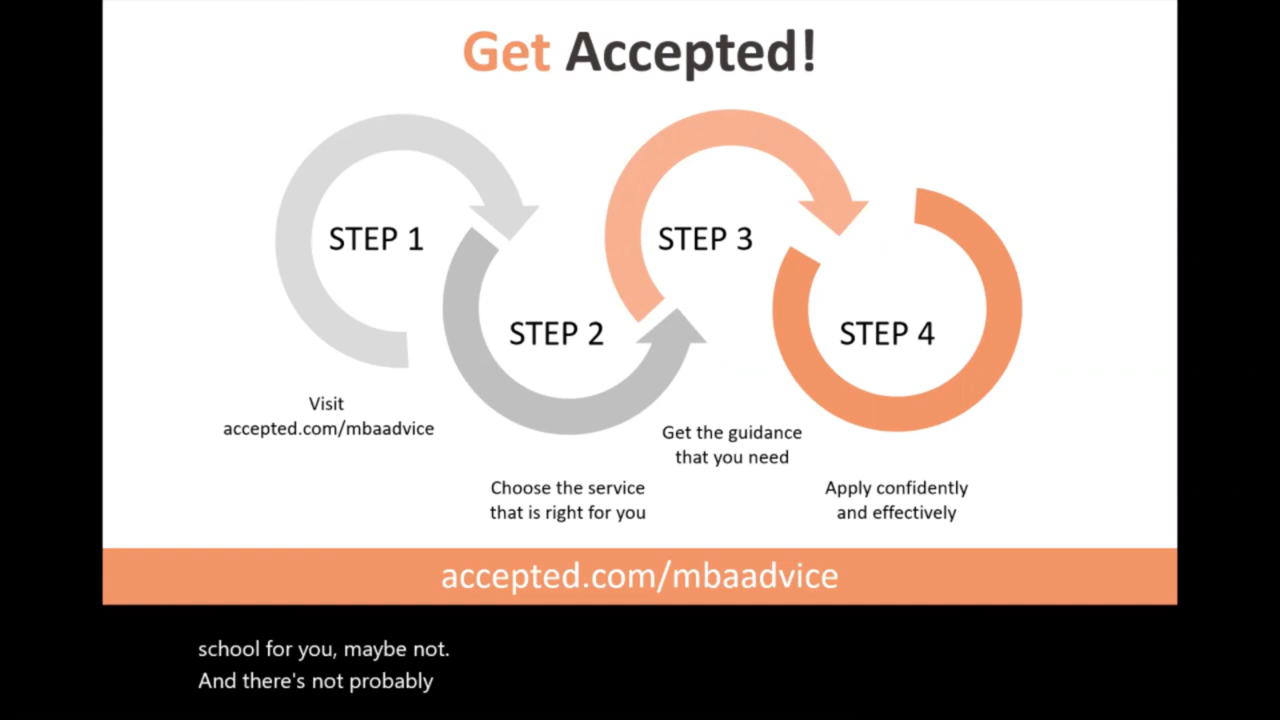 Get Accepted!
STEP 1
STEP 2
STEP 3
STEP 4
Visit
accepted.com/mbaadvice
Choose the service
that is right for you
Get the guidance
that you need
Apply confidently
and effectively
accepted.com/mbaadvice
school for you, maybe not.
And there's not probably